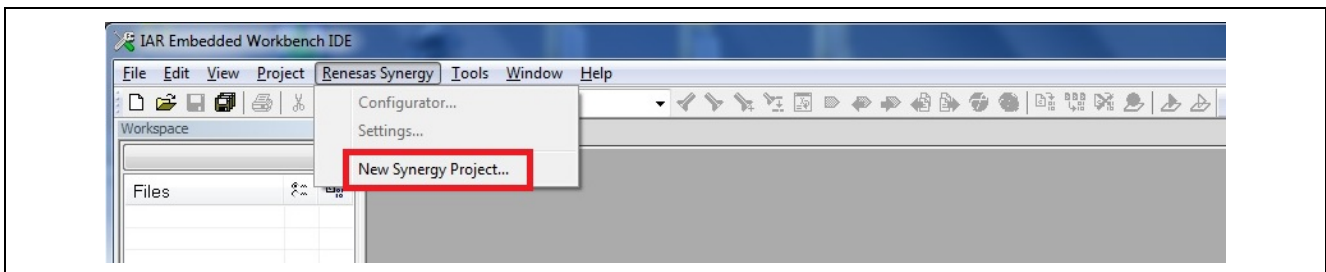 IAR Embedded Workbench IDE
File Edit View Project Renesas Synergy Tools Window Help
Configurator...
Workspace
Settings...
New Synergy Project...
Files